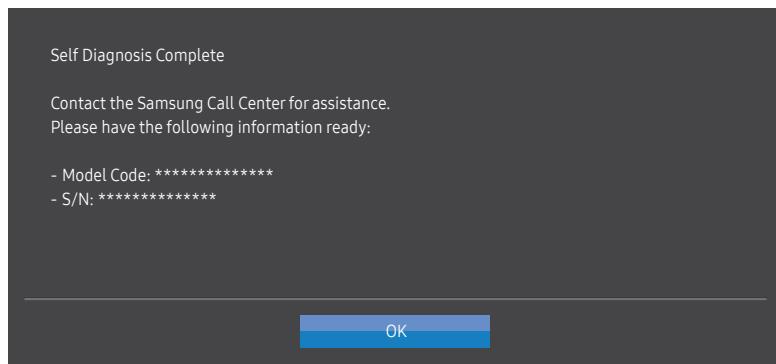 Self Diagnosis Complete
Contact the Samsung Call Center for assistance.
Please have the following information ready:
- Model Code: **************
- S/N: **************
OK